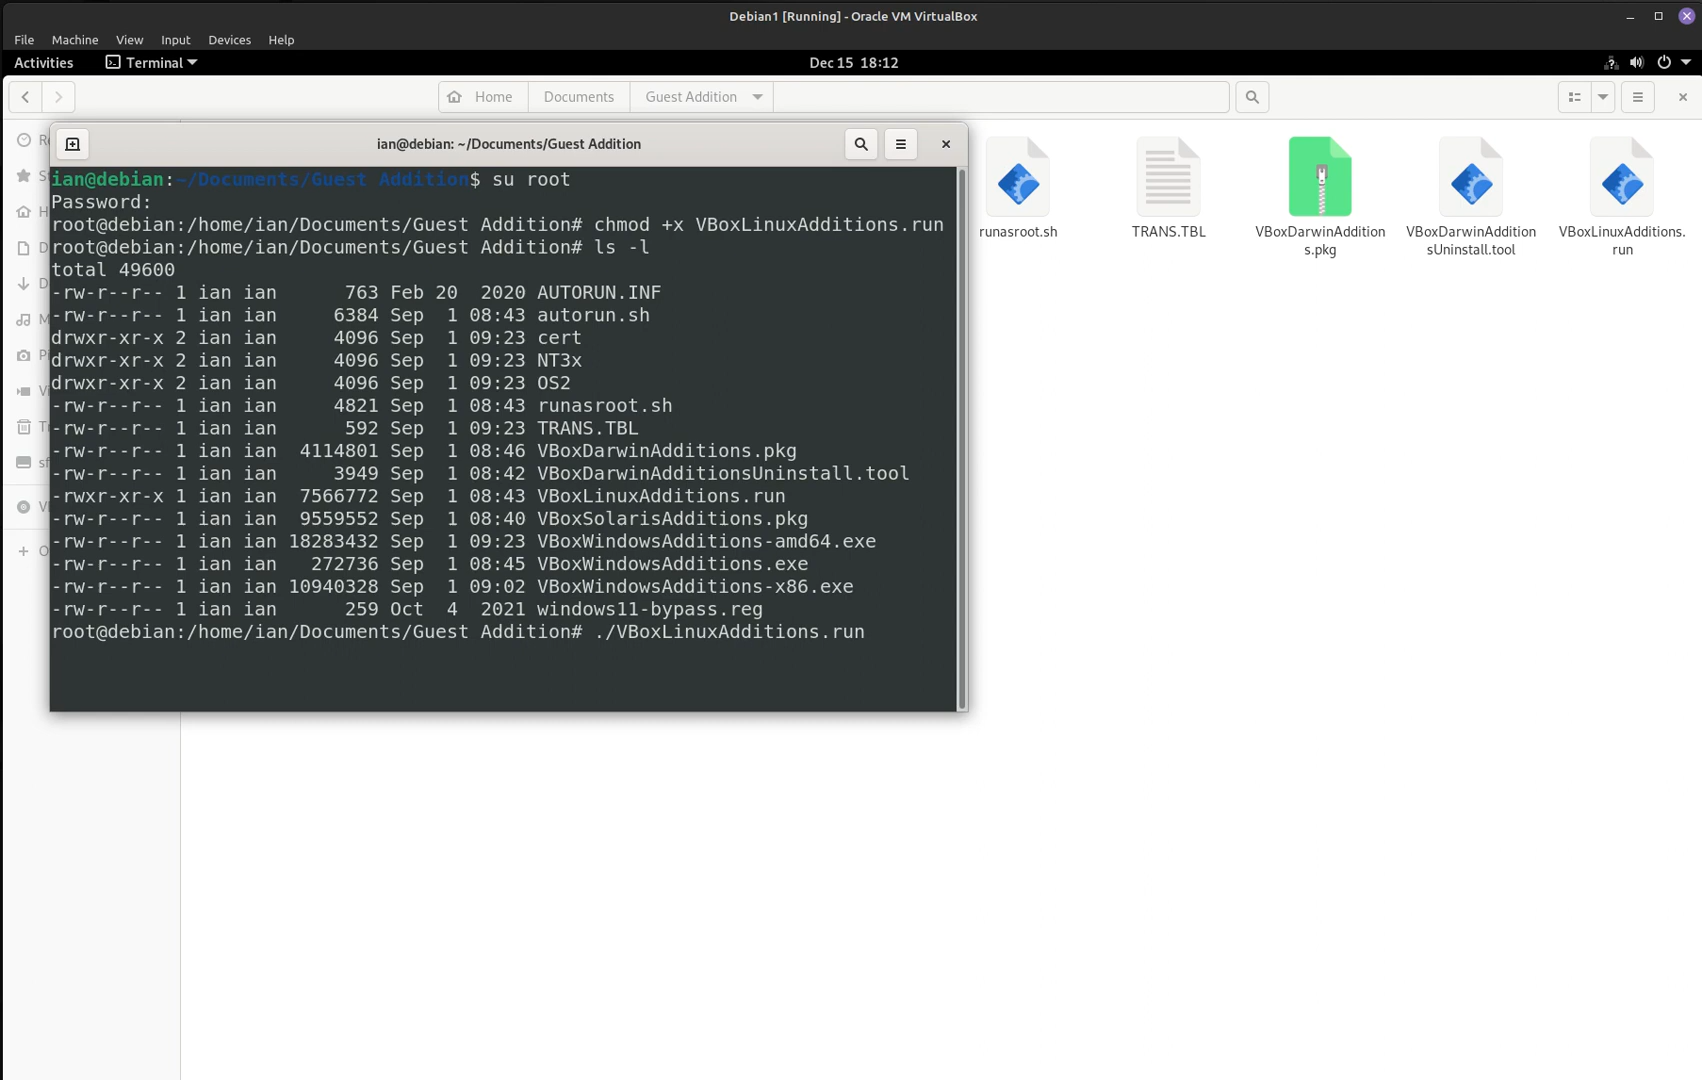 Debian1 [Running] - Oracle VM VirtualBox
File Machine View Input Devices Help
Activities Terminal Dec 15 18:12
Home Documents Guest Addition
ian@debian: ~/Documents/Guest Addition
ian@debian:~/Documents/Guest Addition$ su root
Password:
root@debian:/home/ian/Documents/Guest Addition# chmod +x VBoxLinuxAdditions.run
root@debian:/home/ian/Documents/Guest Addition# ls -l
total 49600
-rw-r--r-- 1 ian ian      763 Feb 20  2020 AUTORUN.INF
-rw-r--r-- 1 ian ian     6384 Sep  1 08:43 autorun.sh
drwxr-xr-x 2 ian ian     4096 Sep  1 09:23 cert
drwxr-xr-x 2 ian ian     4096 Sep  1 09:23 NT3x
drwxr-xr-x 2 ian ian     4096 Sep  1 09:23 OS2
-rw-r--r-- 1 ian ian     4821 Sep  1 08:43 runasroot.sh
-rw-r--r-- 1 ian ian      592 Sep  1 09:23 TRANS.TBL
-rw-r--r-- 1 ian ian  4114801 Sep  1 08:46 VBoxDarwinAdditions.pkg
-rw-r--r-- 1 ian ian     3949 Sep  1 08:42 VBoxDarwinAdditionsUninstall.tool
-rwxr-xr-x 1 ian ian  7566772 Sep  1 08:43 VBoxLinuxAdditions.run
-rw-r--r-- 1 ian ian  9559552 Sep  1 08:40 VBoxSolarisAdditions.pkg
-rw-r--r-- 1 ian ian 18283432 Sep  1 09:23 VBoxWindowsAdditions-amd64.exe
-rw-r--r-- 1 ian ian   272736 Sep  1 08:45 VBoxWindowsAdditions.exe
-rw-r--r-- 1 ian ian 10940328 Sep  1 09:02 VBoxWindowsAdditions-x86.exe
-rw-r--r-- 1 ian ian      259 Oct  4  2021 windows11-bypass.reg
root@debian:/home/ian/Documents/Guest Addition# ./VBoxLinuxAdditions.run
runasroot.sh
TRANS.TBL
VBoxDarwinAddition
s.pkg
VBoxDarwinAddition
sUninstall.tool
VBoxLinuxAdditions.
run